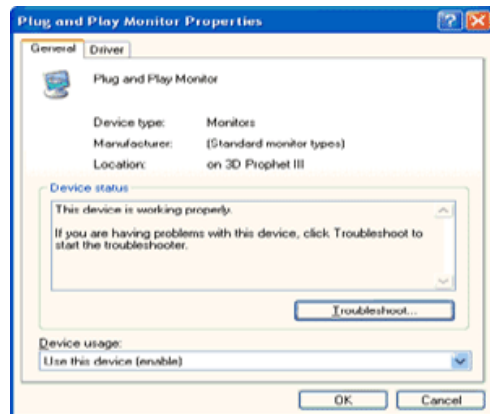 Plug and Play Monitor Properties
General Driver
Plug and Play Monitor
Device type: Monitors
Manufacturer: (Standard monitor types)
Location: on 3D Prophet III
Device status
This device is working properly.
If you are having problems with this device, click Troubleshoot to
start the troubleshooter.
Troubleshoot...
Device usage:
Use this device (enable)
OK Cancel